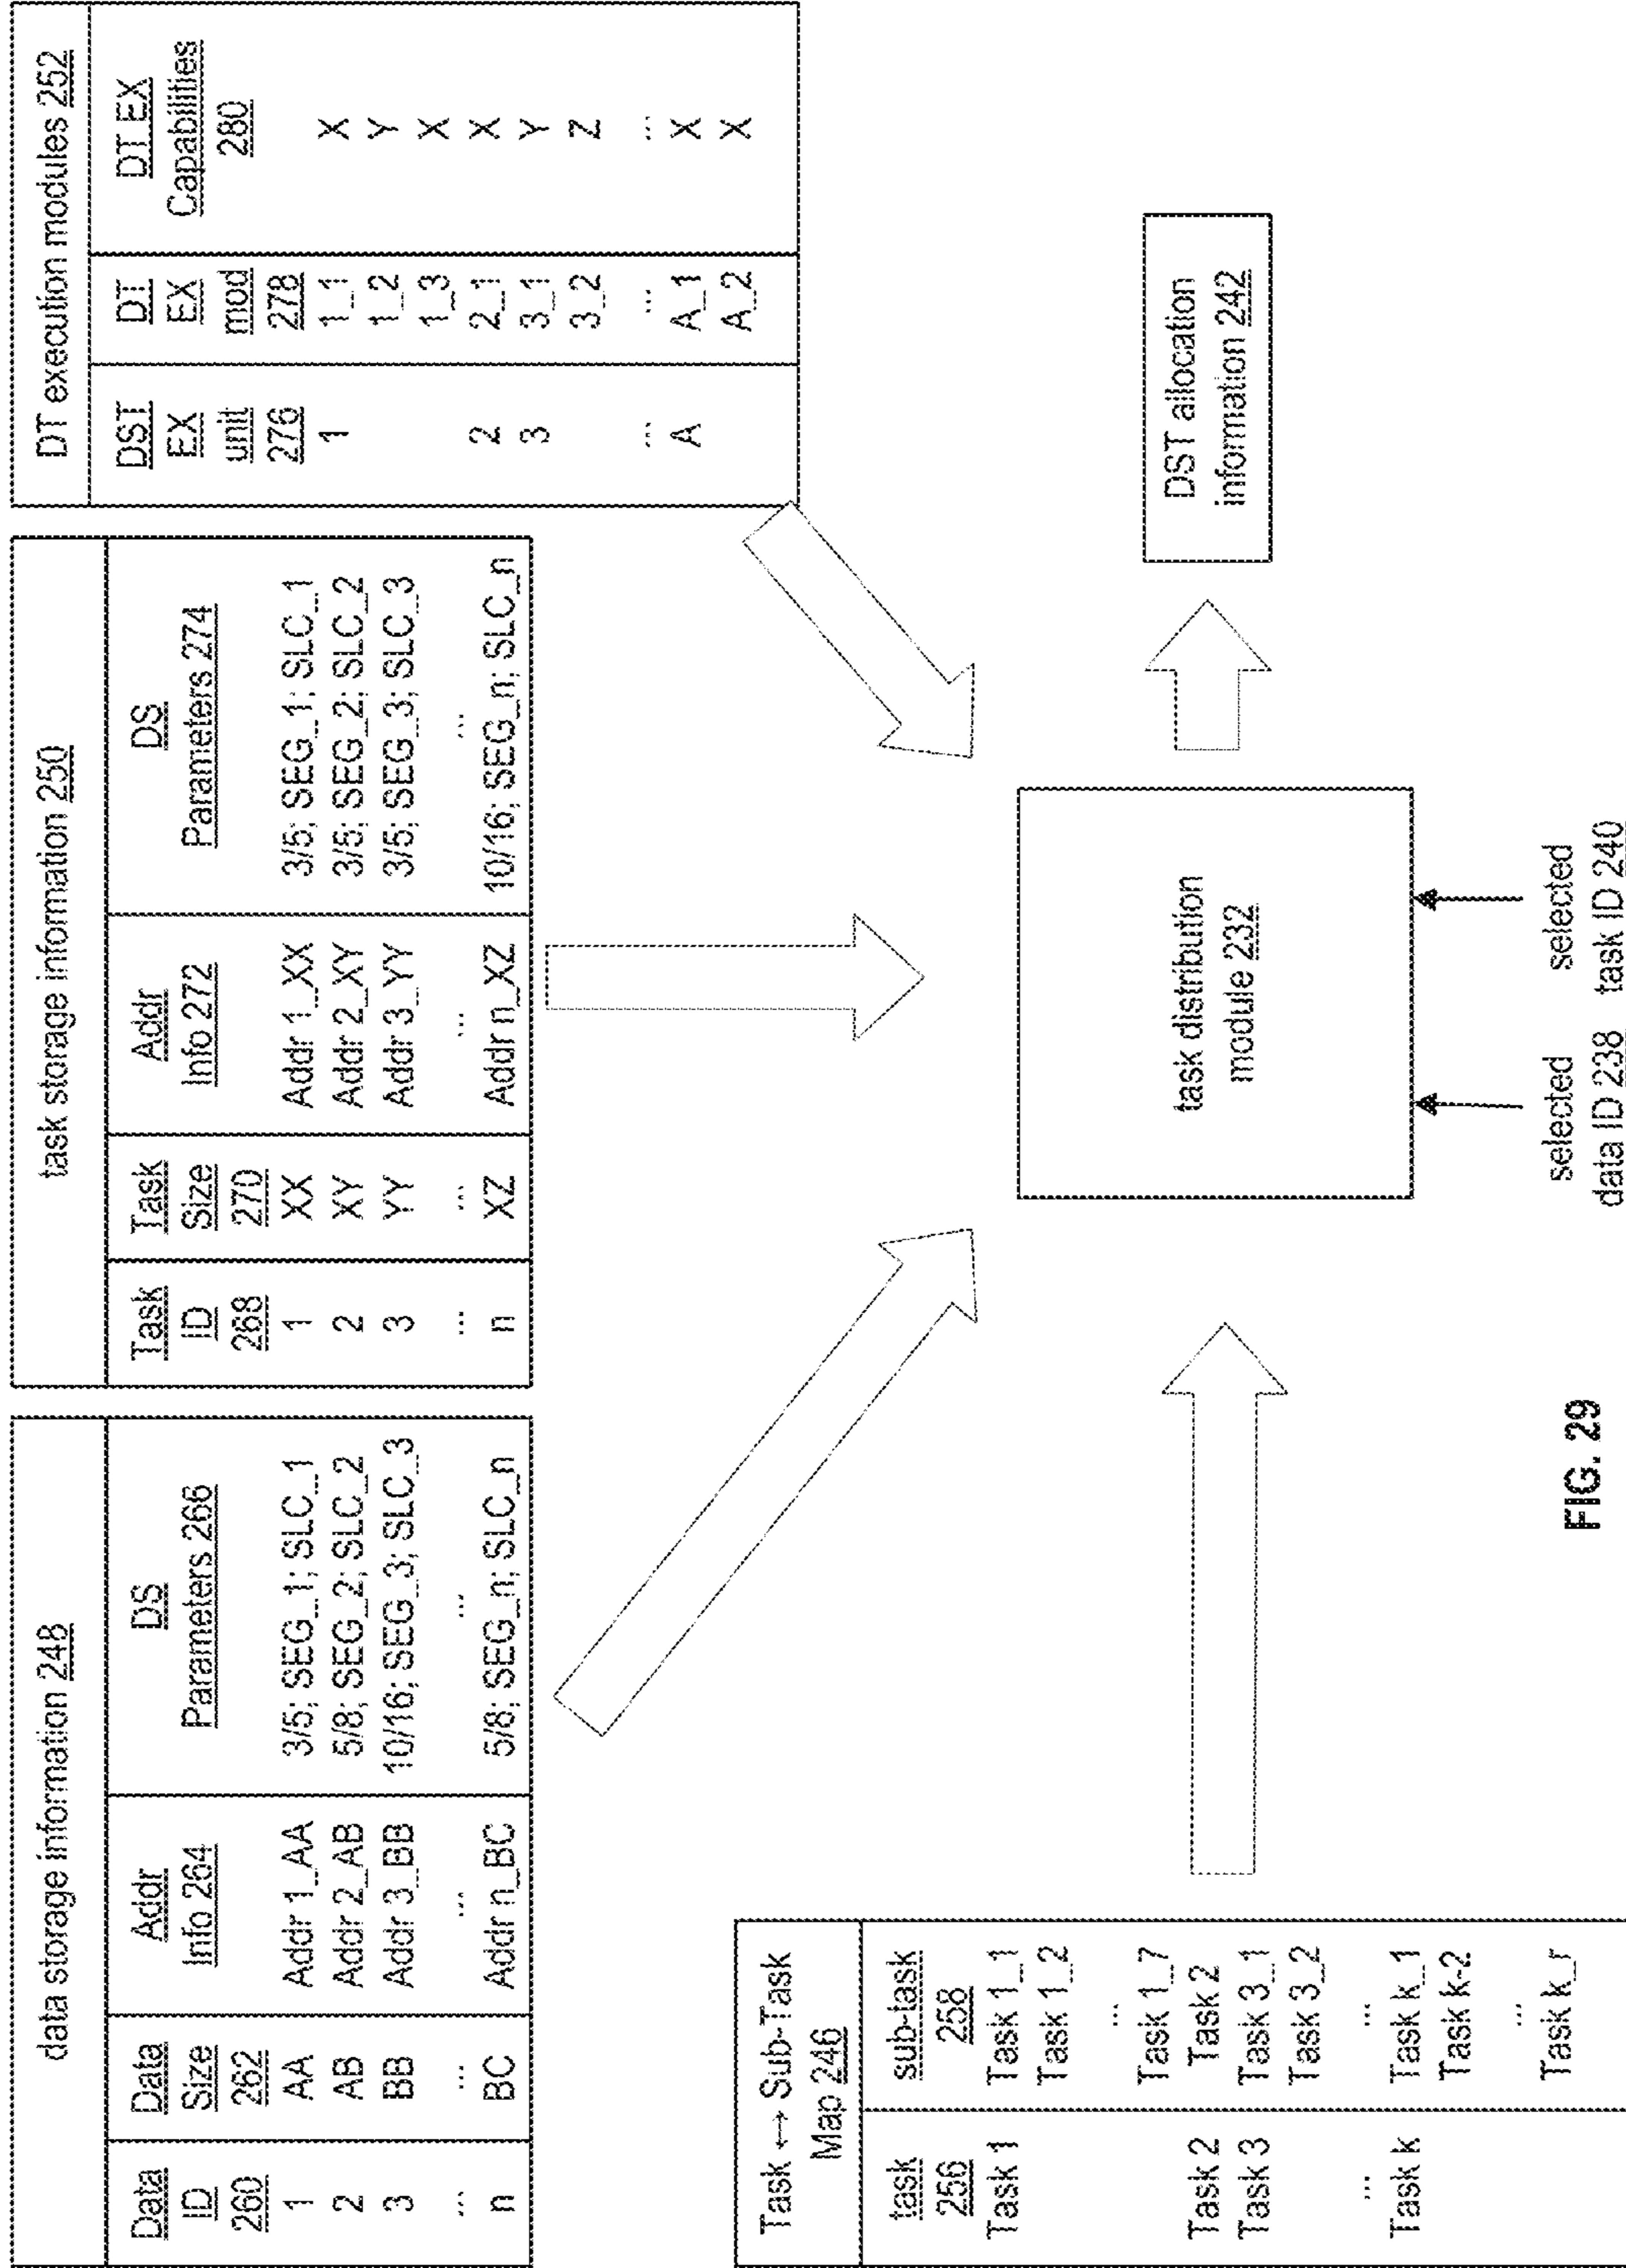 data storage information 248
Data ID 260 Data Size 262 Addr Info 264 DS Parameters 266
1 AA Addr 1_AA 3/5; SEG_1; SLC_1
2 AB Addr 2_AB 5/8; SEG_2; SLC_2
3 BB Addr 3_BB 10/16; SEG_3; SLC_3
... ... ... ...
n BC Addr n_BC 5/8; SEG_n; SLC_n
task storage information 250
Task ID 268 Task Size 270 Addr Info 272 DS Parameters 274
1 XX Addr 1_XX 3/5; SEG_1; SLC_1
2 XY Addr 2_XY 3/5; SEG_2; SLC_2
3 YY Addr 3_YY 3/5; SEG_3; SLC_3
... ... ... ...
n XZ Addr n_XZ 10/16; SEG_n; SLC_n
DT execution modules 252
DST EX unit 276 DT EX mod 278 DT EX Capabilities 280
1 1_1 X
1_2 Y
1_3 X
2 2_1 X
3 3_1 Y
3_2 Z
... ... ...
A A_1 X
A_2 X
Task ↔ Sub-Task
Map 246
task 256 sub-task 258
Task 1 Task 1_1
Task 1_2
...
Task 1_7
Task 2 Task 2
Task 3 Task 3_1
Task 3_2
... ...
Task k Task k_1
Task k-2
...
Task k_r
task distribution
module 232
DST allocation
information 242
selected
data ID 238
selected
task ID 240
FIG. 29